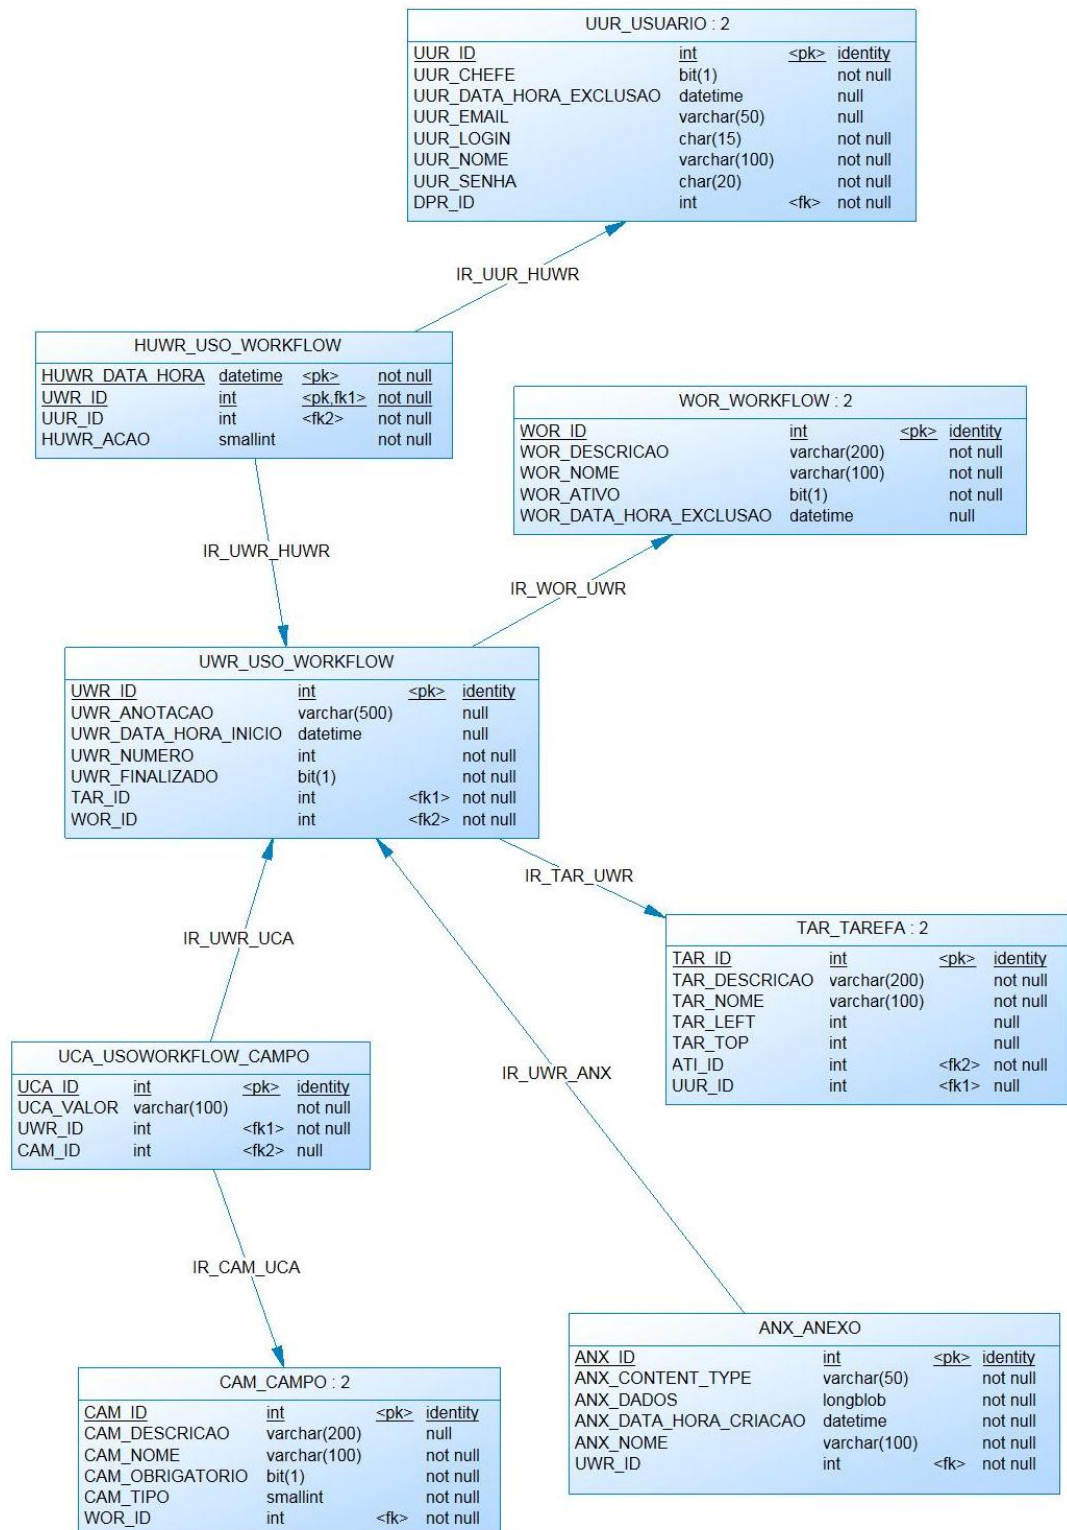 UUR_USUARIO : 2
UUR_ID int <pk> identity
UUR_CHEFE bit(1) not null
UUR_DATA_HORA_EXCLUSAO datetime null
UUR_EMAIL varchar(50) null
UUR_LOGIN char(15) not null
UUR_NOME varchar(100) not null
UUR_SENHA char(20) not null
DPR_ID int <fk> not null
IR_UUR_HUWR
HUWR_USO_WORKFLOW
HUWR_DATA_HORA datetime <pk> not null
UWR_ID int <pk,fk1> not null
UUR_ID int <fk2> not null
HUWR_ACAO smallint not null
WOR_WORKFLOW : 2
WOR_ID int <pk> identity
WOR_DESCRICAO varchar(200) not null
WOR_NOME varchar(100) not null
WOR_ATIVO bit(1) not null
WOR_DATA_HORA_EXCLUSAO datetime null
IR_UWR_HUWR
IR_WOR_UWR
UWR_USO_WORKFLOW
UWR_ID int <pk> identity
UWR_ANOTACAO varchar(500) null
UWR_DATA_HORA_INICIO datetime null
UWR_NUMERO int not null
UWR_FINALIZADO bit(1) not null
TAR_ID int <fk1> not null
WOR_ID int <fk2> not null
IR_TAR_UWR
IR_UWR_UCA
TAR_TAREFA : 2
TAR_ID int <pk> identity
TAR_DESCRICAO varchar(200) not null
TAR_NOME varchar(100) not null
TAR_LEFT int null
TAR_TOP int null
ATI_ID int <fk2> not null
UUR_ID int <fk1> null
UCA_USOWORKFLOW_CAMPO
UCA_ID int <pk> identity
UCA_VALOR varchar(100) not null
UWR_ID int <fk1> not null
CAM_ID int <fk2> null
IR_UWR_ANX
IR_CAM_UCA
ANX_ANEXO
ANX_ID int <pk> identity
ANX_CONTENT_TYPE varchar(50) not null
ANX_DADOS longblob not null
ANX_DATA_HORA_CRIACAO datetime not null
ANX_NOME varchar(100) not null
UWR_ID int <fk> not null
CAM_CAMPO : 2
CAM_ID int <pk> identity
CAM_DESCRICAO varchar(200) null
CAM_NOME varchar(100) not null
CAM_OBRIGATORIO bit(1) not null
CAM_TIPO smallint not null
WOR_ID int <fk> not null